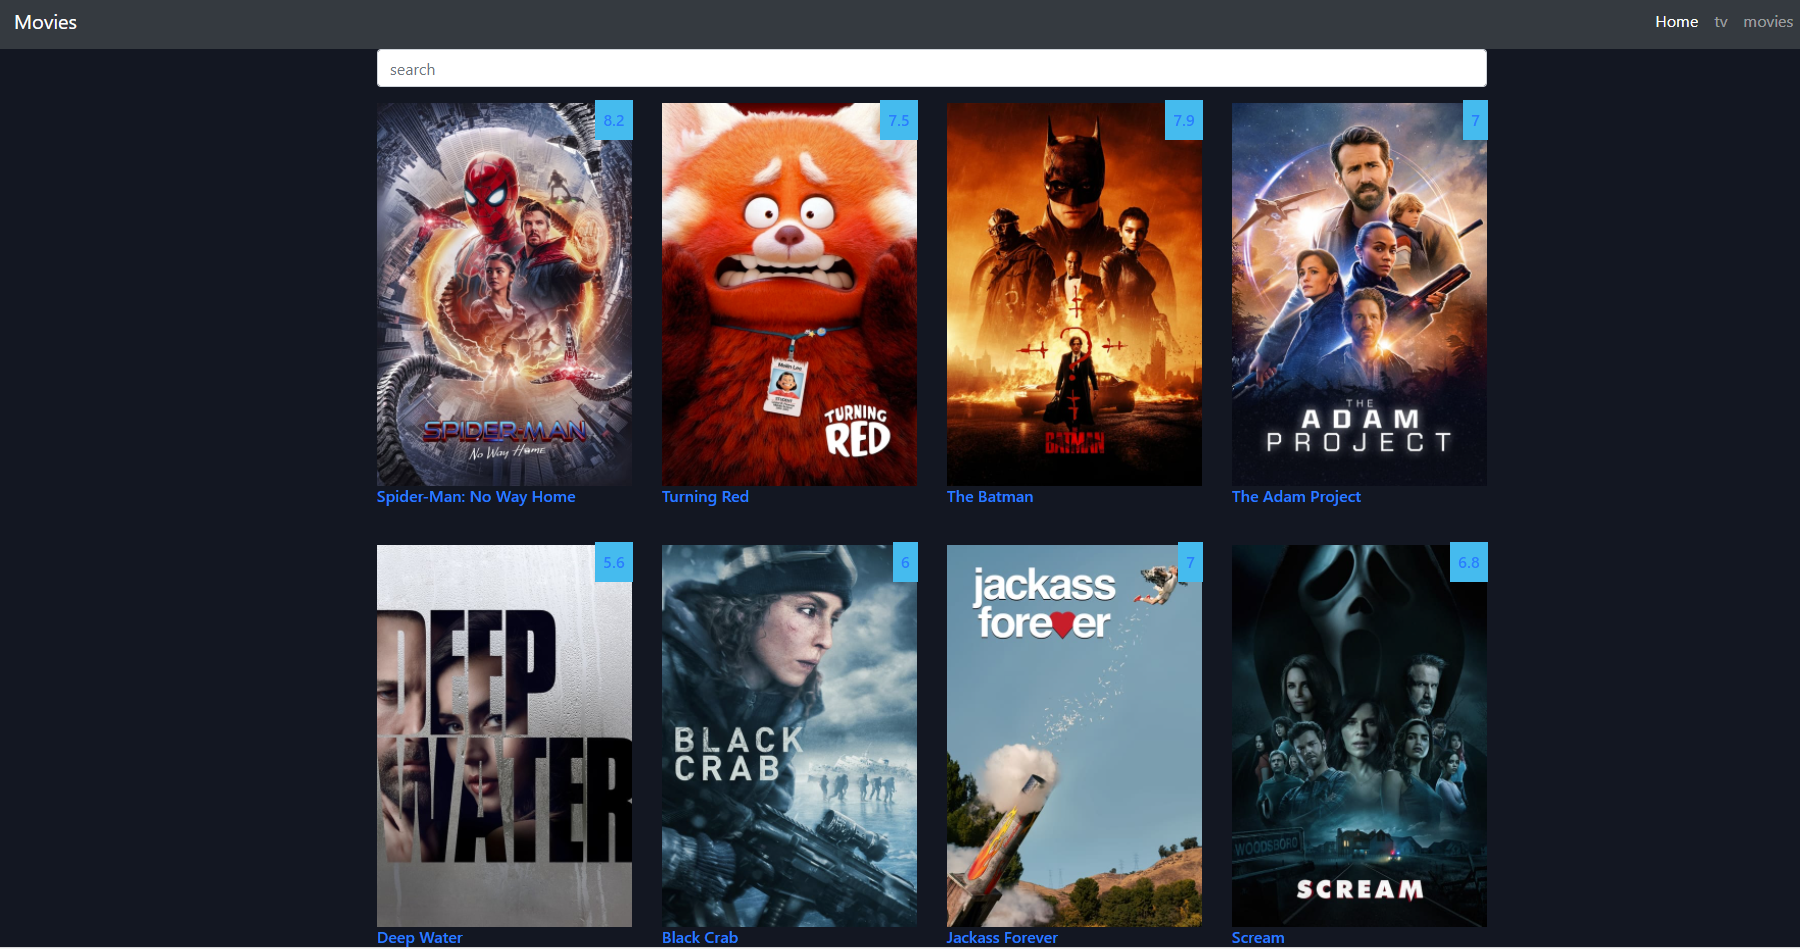 Movies
Home tv movies
search
8.2
7.5
7.9
7
SPIDER-MAN
No Way Home
Spider-Man: No Way Home
STUDENT
TURNING
RED
Turning Red
BATMAN
The Batman
THE
ADAM
PROJECT
The Adam Project
5.6
6
7
6.8
DEEP
WATER
Deep Water
BLACK
CRAB
Black Crab
jackass
forever
Jackass Forever
WOODSBORO
SCREAM
Scream